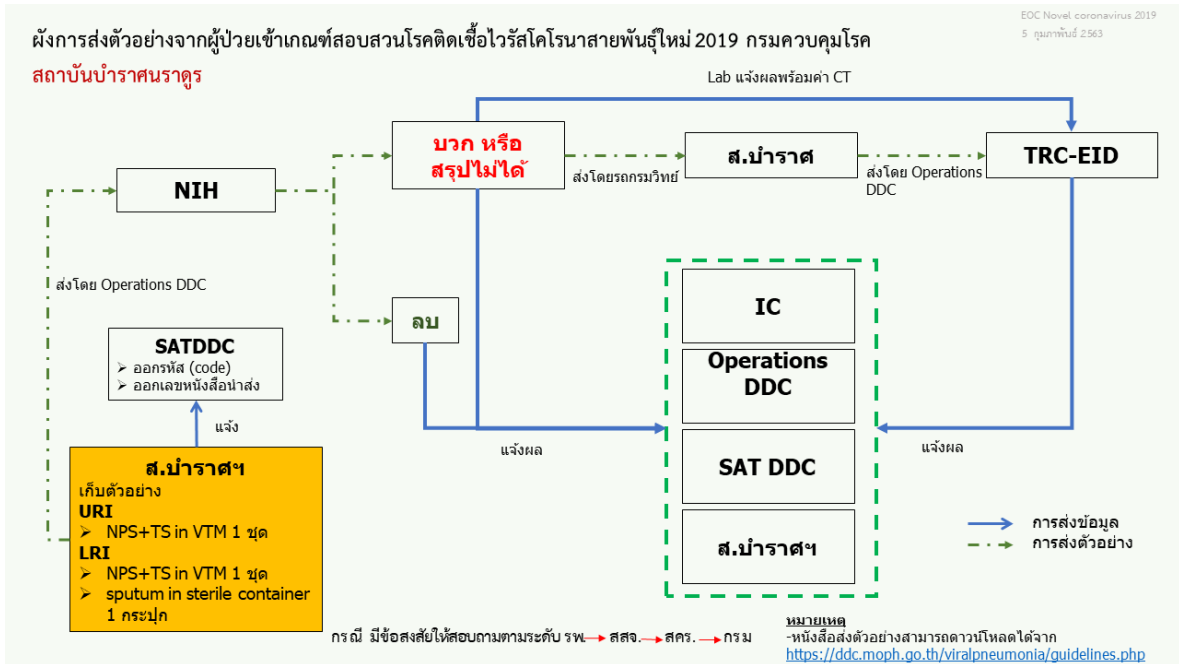 EOC Novel coronavirus 2019
5 กุมภาพันธ์ 2563
ผังการส่งตัวอย่างจากผู้ป่วยเข้าเกณฑ์สอบสวนโรคติดเชื้อไวรัสโคโรนาสายพันธุ์ใหม่ 2019 กรมควบคุมโรค
สถาบันบำราศนราดูร
Lab แจ้งผลพร้อมค่า CT
บวก หรือ
สรุปไม่ได้
ส่งโดยรถกรมวิทย์
ส.บำราศ
ส่งโดย Operations
DDC
TRC-EID
NIH
ส่งโดย Operations DDC
ลบ
SATDDC
➢ ออกรหัส (code)
➢ ออกเลขหนังสือนำส่ง
แจ้ง
IC
Operations
DDC
SAT DDC
ส.บำราศฯ
แจ้งผล
แจ้งผล
ส.บำราศฯ
เก็บตัวอย่าง
URI
➢ NPS+TS in VTM 1 ชุด
LRI
➢ NPS+TS in VTM 1 ชุด
➢ sputum in sterile container
1 กระปุก
การส่งข้อมูล
การส่งตัวอย่าง
กรณี มีข้อสงสัยให้สอบถามตามระดับ รพ. → สสจ. → สคร. → กรม
หมายเหตุ
-หนังสือส่งตัวอย่างสามารถดาวน์โหลดได้จาก
https://ddc.moph.go.th/viralpneumonia/guidelines.php